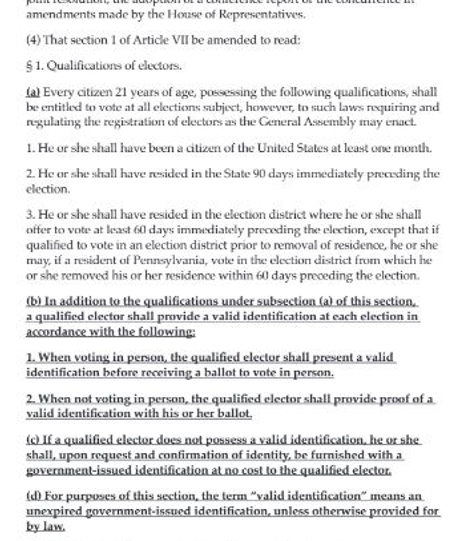 joint resolution, the adoption of a conference report or the concurrence in
amendments made by the House of Representatives.
(4) That section 1 of Article VII be amended to read:
§ 1. Qualifications of electors.
(a) Every citizen 21 years of age, possessing the following qualifications, shall
be entitled to vote at all elections subject, however, to such laws requiring and
regulating the registration of electors as the General Assembly may enact.
1. He or she shall have been a citizen of the United States at least one month.
2. He or she shall have resided in the State 90 days immediately preceding the
election.
3. He or she shall have resided in the election district where he or she shall
offer to vote at least 60 days immediately preceding the election, except that if
qualified to vote in an election district prior to removal of residence, he or she
may, if a resident of Pennsylvania, vote in the election district from which he
or she removed his or her residence within 60 days preceding the election.
(b) In addition to the qualifications under subsection (a) of this section,
a qualified elector shall provide a valid identification at each election in
accordance with the following:
1. When voting in person, the qualified elector shall present a valid
identification before receiving a ballot to vote in person.
2. When not voting in person, the qualified elector shall provide proof of a
valid identification with his or her ballot.
(c) If a qualified elector does not possess a valid identification, he or she
shall, upon request and confirmation of identity, be furnished with a
government-issued identification at no cost to the qualified elector.
(d) For purposes of this section, the term "valid identification" means an
unexpired government-issued identification, unless otherwise provided for
by law.